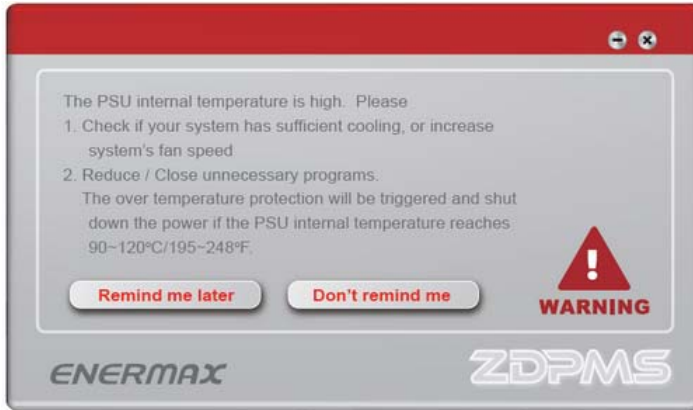 The PSU internal temperature is high. Please
1. Check if your system has sufficient cooling, or increase
system's fan speed
2. Reduce / Close unnecessary programs.
The over temperature protection will be triggered and shut
down the power if the PSU internal temperature reaches
90~120°C/195~248°F.
Remind me later
Don't remind me
WARNING
ENERMAX
ZDPMS